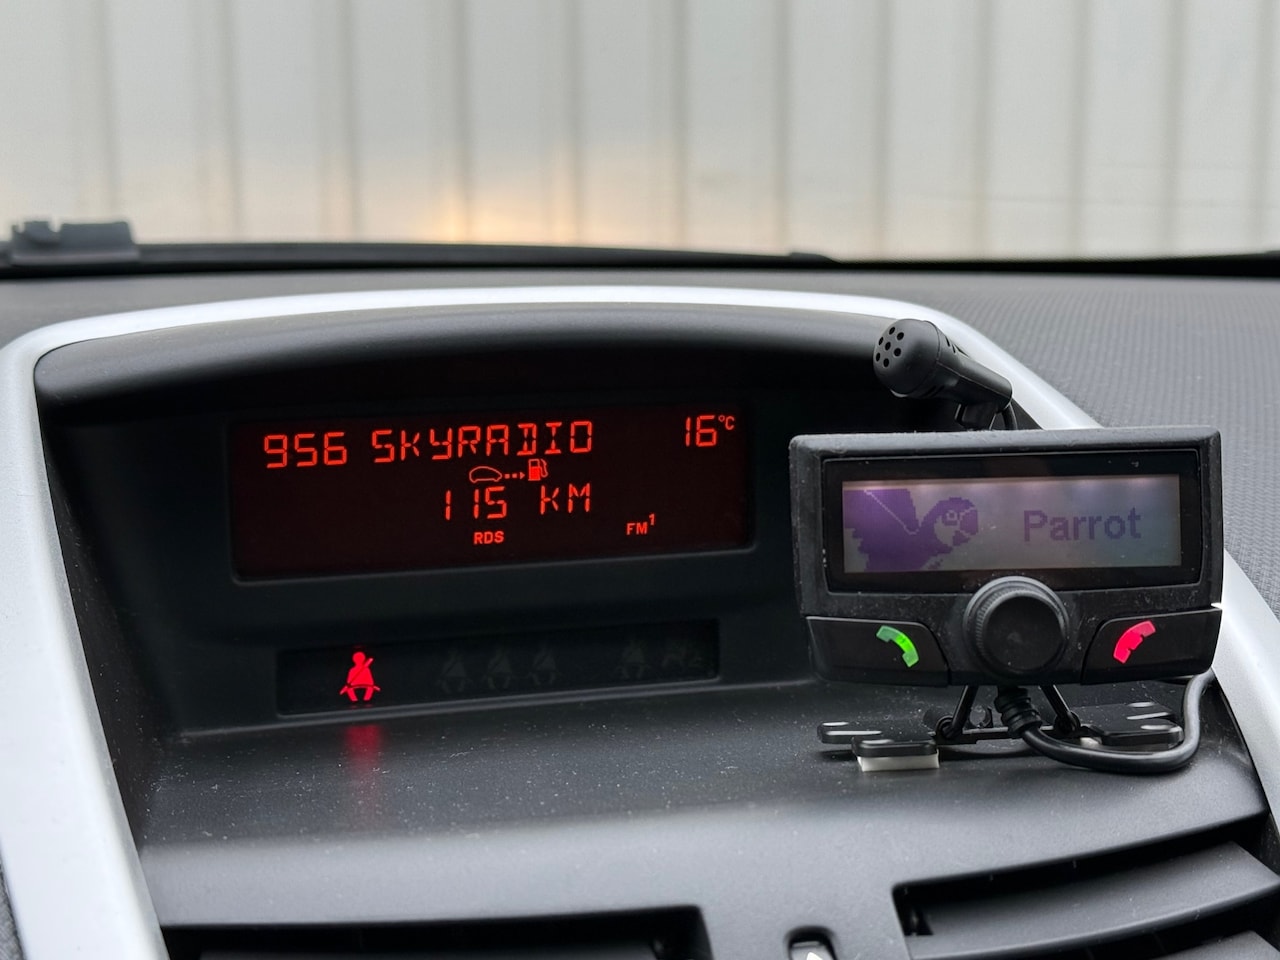 956 SKYRADIO 16°C
115 KM
RDS FM1
Parrot